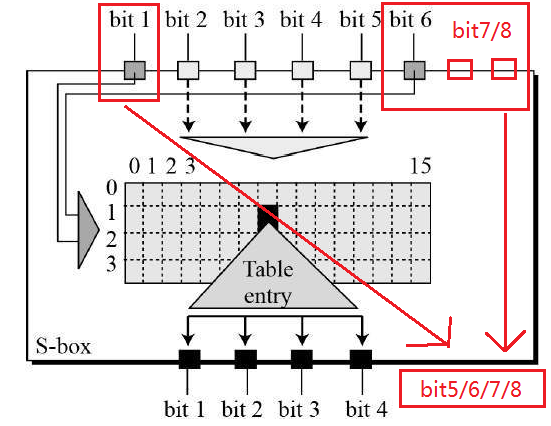 bit 1 bit 2 bit 3 bit 4 bit 5 bit 6 bit7/8
0 1 2 3 15
0
1
2
3
Table
entry
S-box
bit5/6/7/8
bit 1 bit 2 bit 3 bit 4